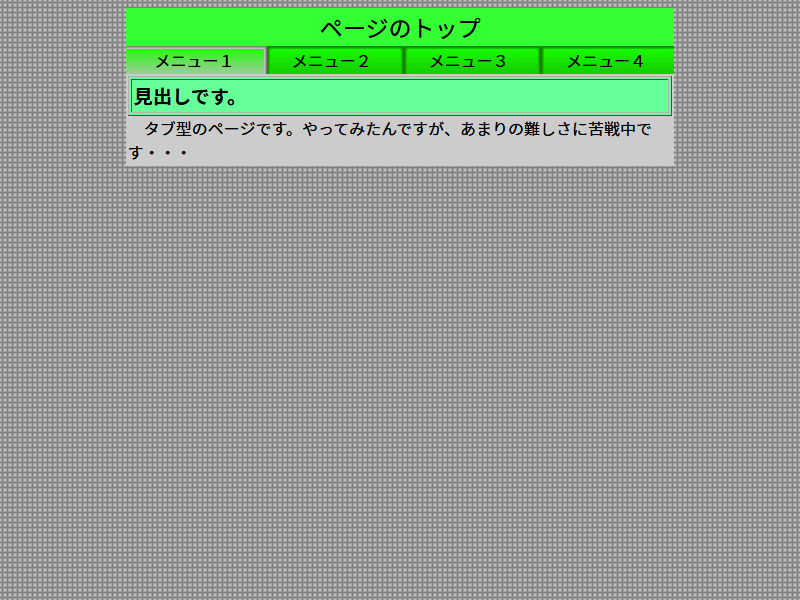 ページのトップ
メニュー１
メニュー２
メニュー３
メニュー４
見出しです。
　タブ型のページです。やってみたんですが、あまりの難しさに苦戦中で
す・・・